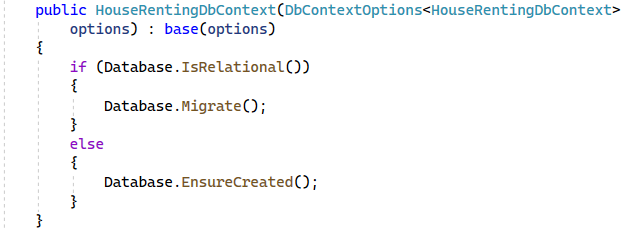 public HouseRentingDbContext(DbContextOptions<HouseRentingDbContext>
options) : base(options)
{
if (Database.IsRelational())
{
Database.Migrate();
}
else
{
Database.EnsureCreated();
}
}